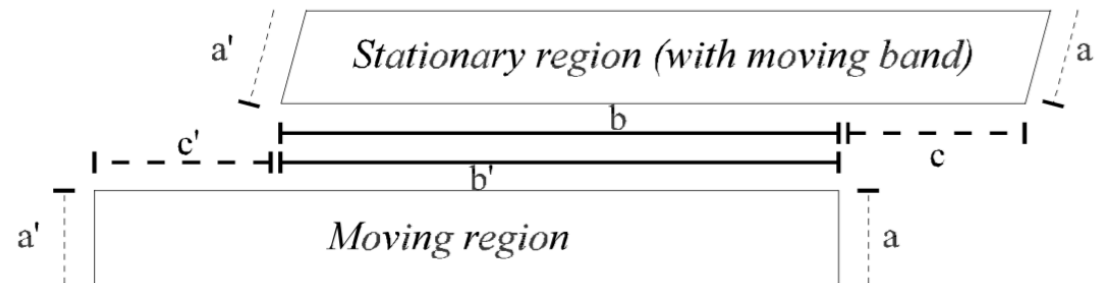 a'
Stationary region (with moving band)
a
b
c'
c
b'
a'
Moving region
a